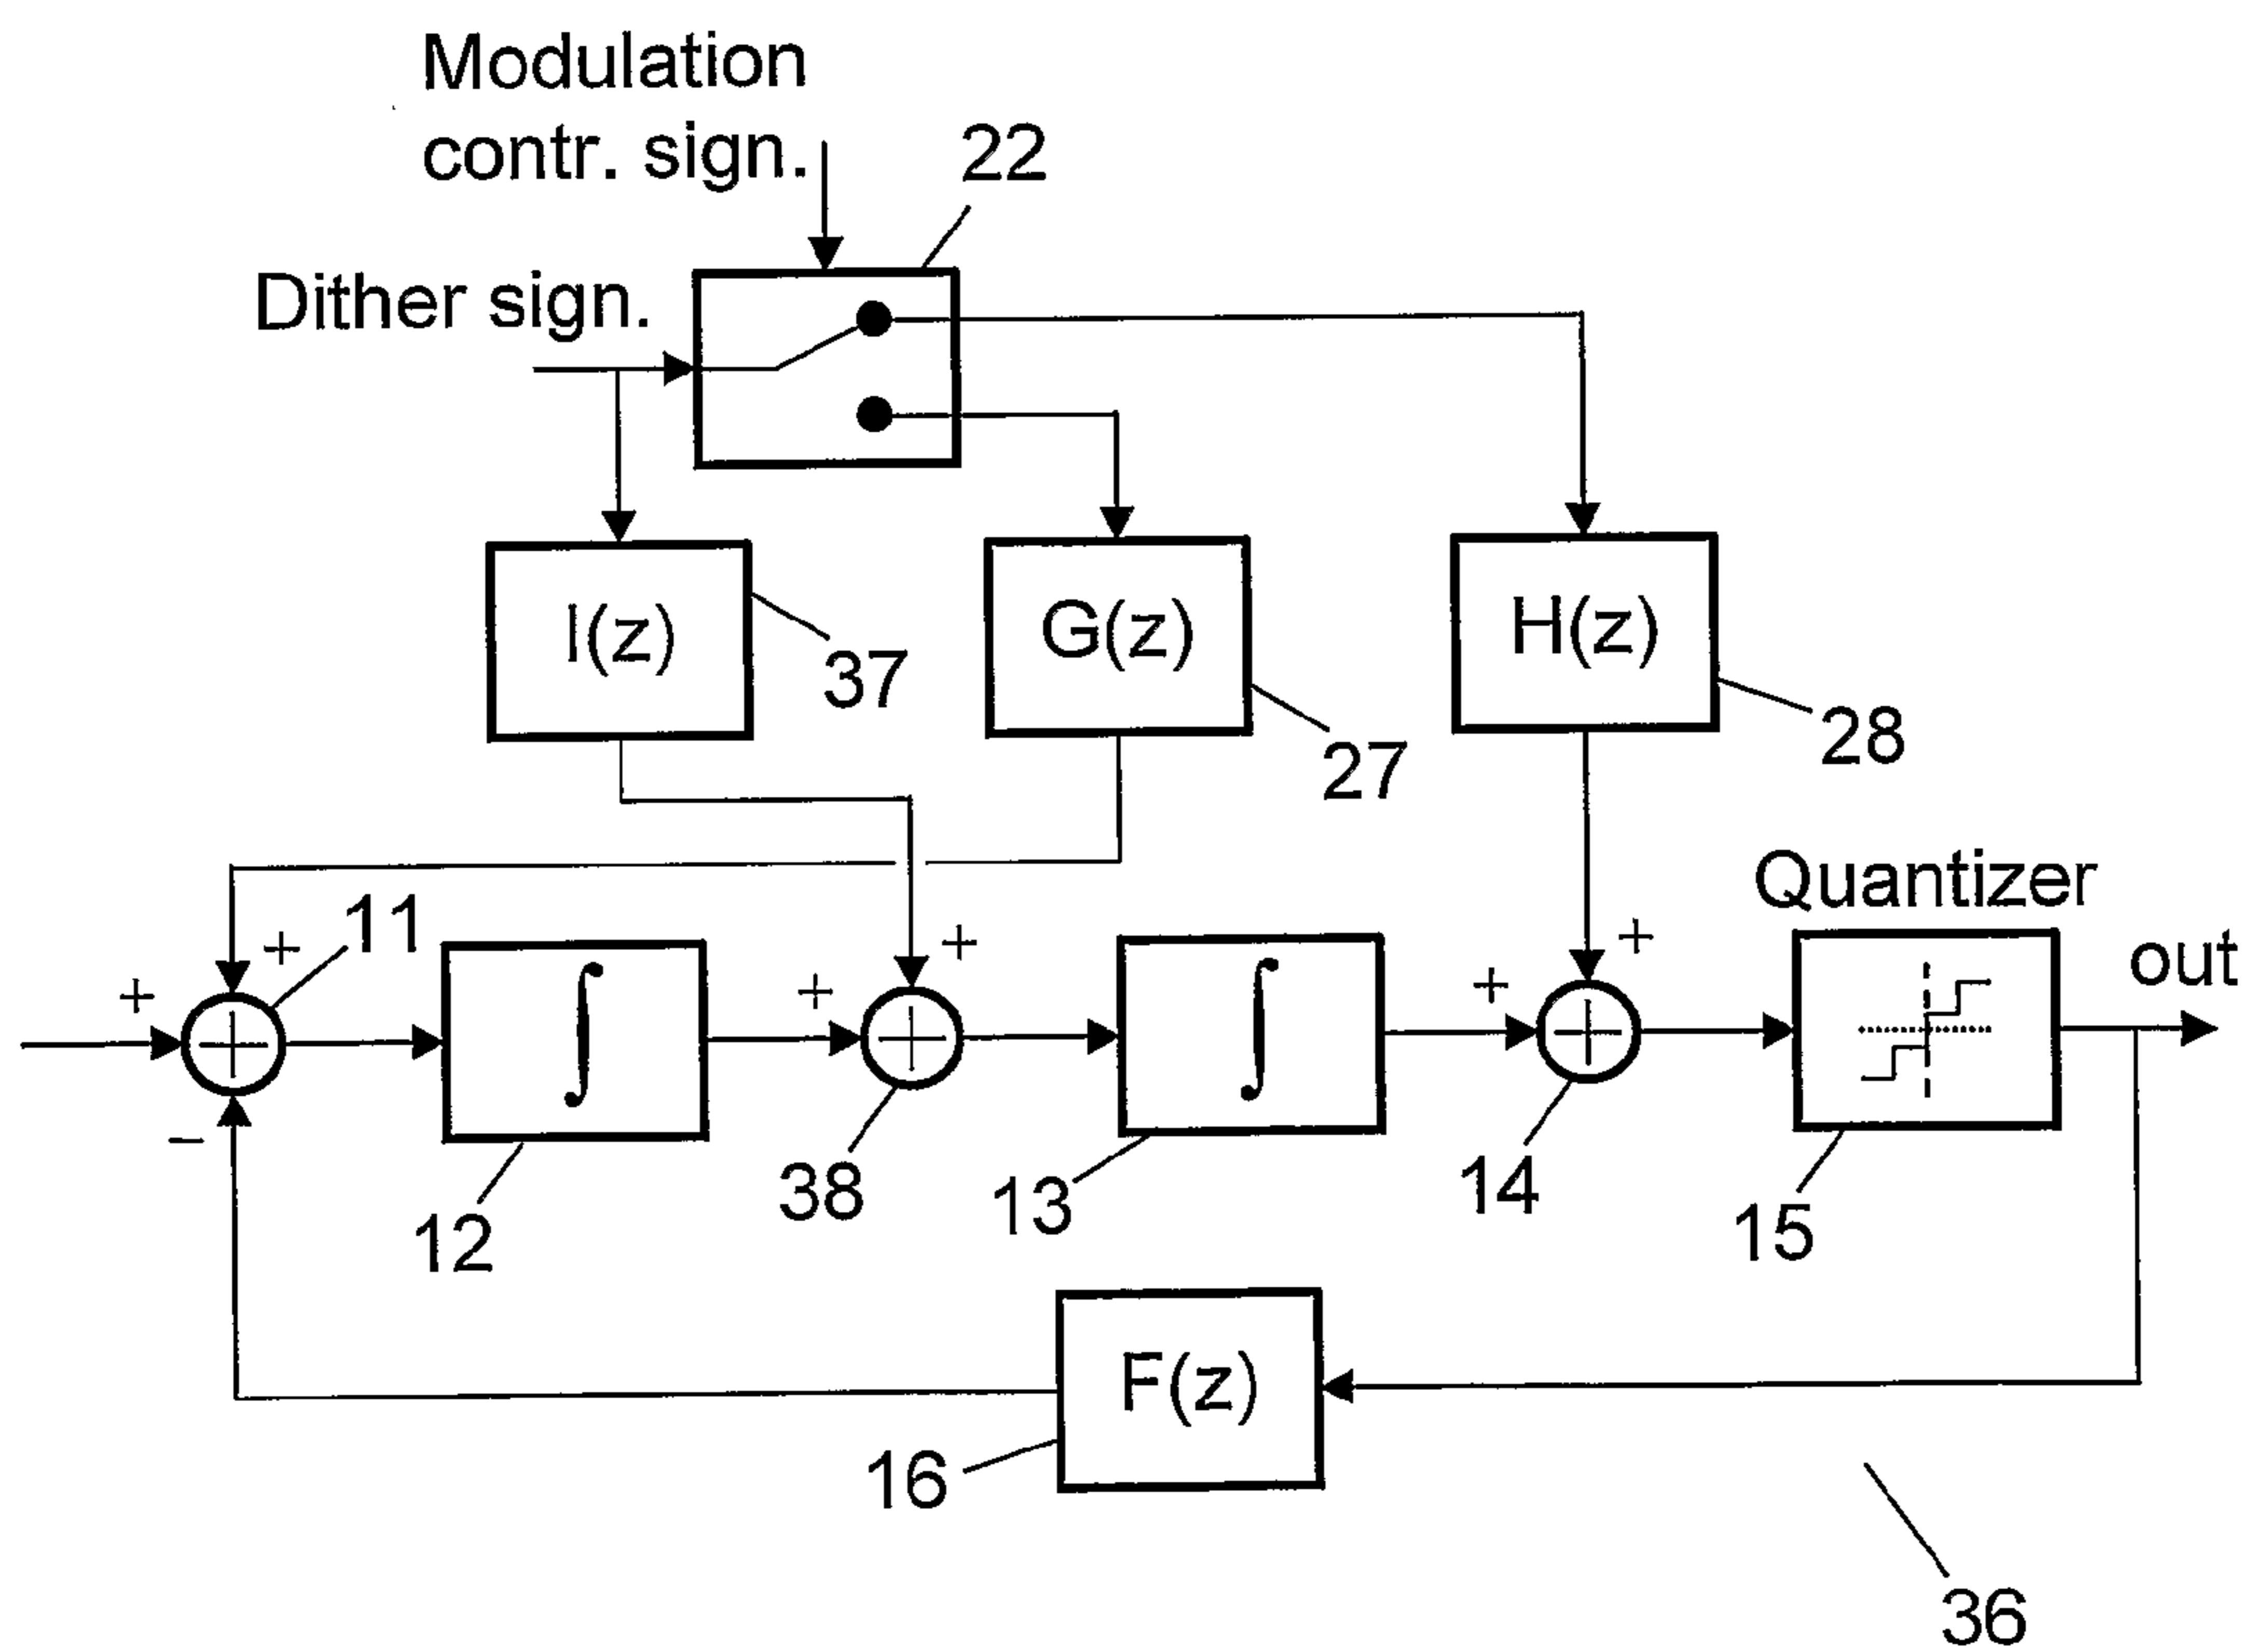 Modulation
contr. sign.
22
Dither sign.
I(z)
G(z)
H(z)
37
27
28
Quantizer
11
+
+
+
+
+
+
out
−
12
38
13
14
15
F(z)
16
36